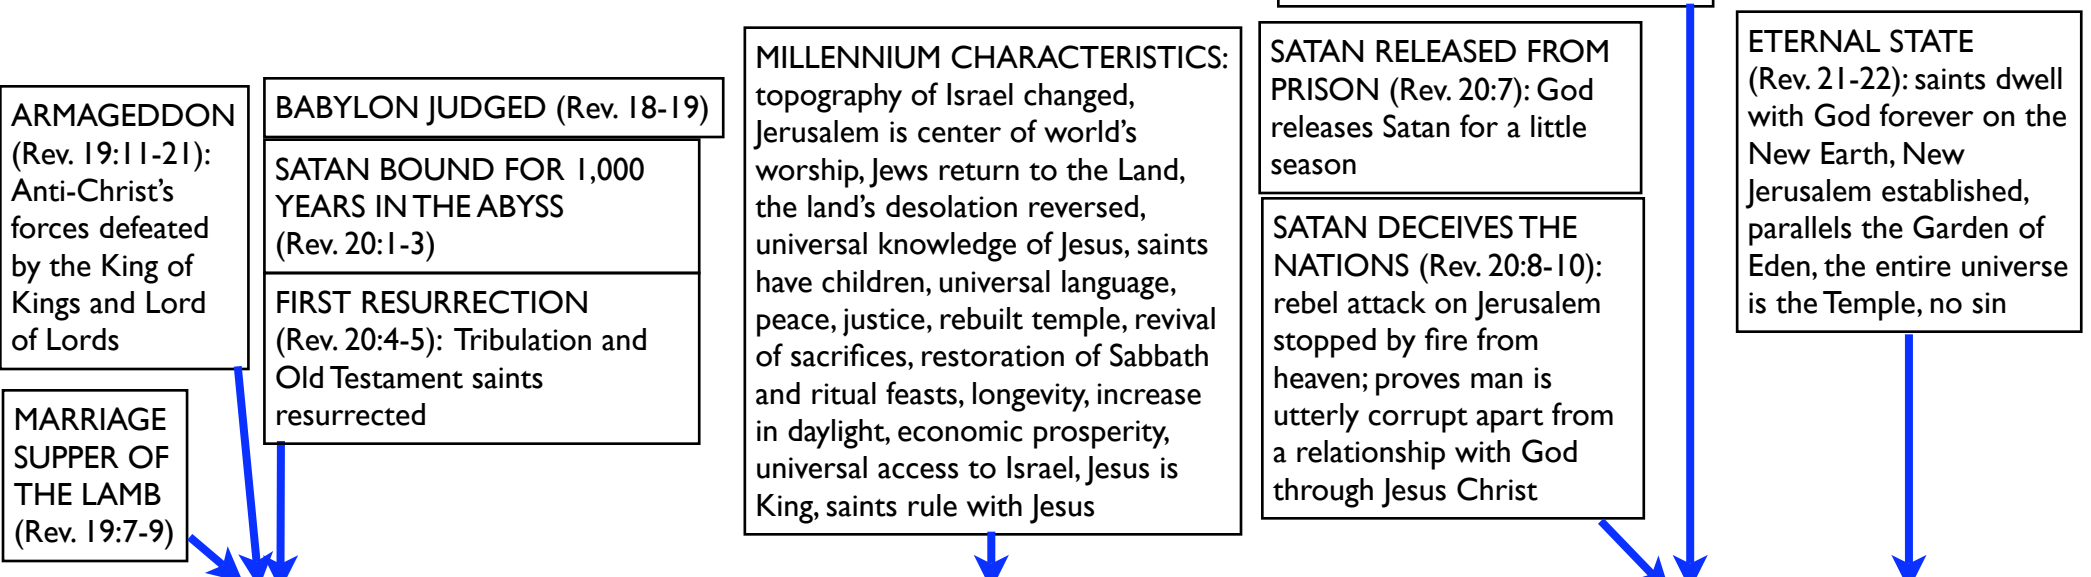 ARMAGEDDON
(Rev. 19:11-21):
Anti-Christ's
forces defeated
by the King of
Kings and Lord
of Lords
MARRIAGE
SUPPER OF
THE LAMB
(Rev. 19:7-9)
BABYLON JUDGED (Rev. 18-19)
SATAN BOUND FOR 1,000
YEARS IN THE ABYSS
(Rev. 20:1-3)
FIRST RESURRECTION
(Rev. 20:4-5): Tribulation and
Old Testament saints
resurrected
MILLENNIUM CHARACTERISTICS:
topography of Israel changed,
Jerusalem is center of world's
worship, Jews return to the Land,
the land's desolation reversed,
universal knowledge of Jesus, saints
have children, universal language,
peace, justice, rebuilt temple, revival
of sacrifices, restoration of Sabbath
and ritual feasts, longevity, increase
in daylight, economic prosperity,
universal access to Israel, Jesus is
King, saints rule with Jesus
SATAN RELEASED FROM
PRISON (Rev. 20:7): God
releases Satan for a little
season
SATAN DECEIVES THE
NATIONS (Rev. 20:8-10):
rebel attack on Jerusalem
stopped by fire from
heaven; proves man is
utterly corrupt apart from
a relationship with God
through Jesus Christ
ETERNAL STATE
(Rev. 21-22): saints dwell
with God forever on the
New Earth, New
Jerusalem established,
parallels the Garden of
Eden, the entire universe
is the Temple, no sin